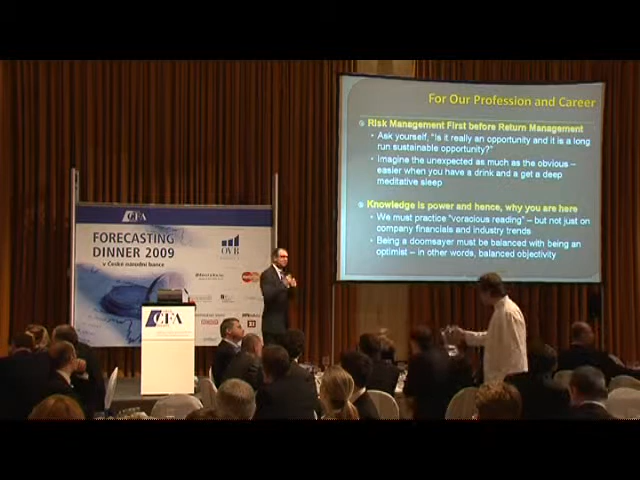 For Our Profession and Career
Risk Management First before Return Management
Ask yourself, "Is it really an opportunity and it is a long
run sustainable opportunity?"
Imagine the unexpected as much as the obvious –
easier when you have a drink and a get a deep
meditative sleep
Knowledge is power and hence, why you are here
We must practice "voracious reading" – but not just on
company financials and industry trends
Being a doomsayer must be balanced with being an
optimist – in other words, balanced objectivity
CFA
FORECASTING
DINNER 2009
v České národní bance
OVB
CFA